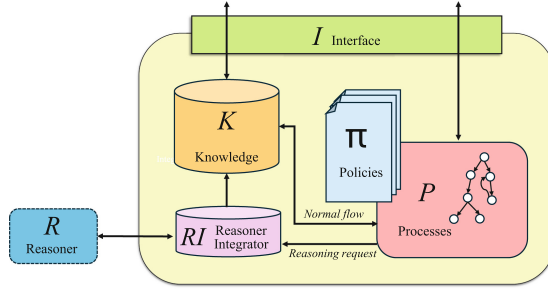 I Interface
K
Knowledge
π
Policies
P
Processes
Normal flow
R
Reasoner
RI Reasoner
Integrator
Reasoning request